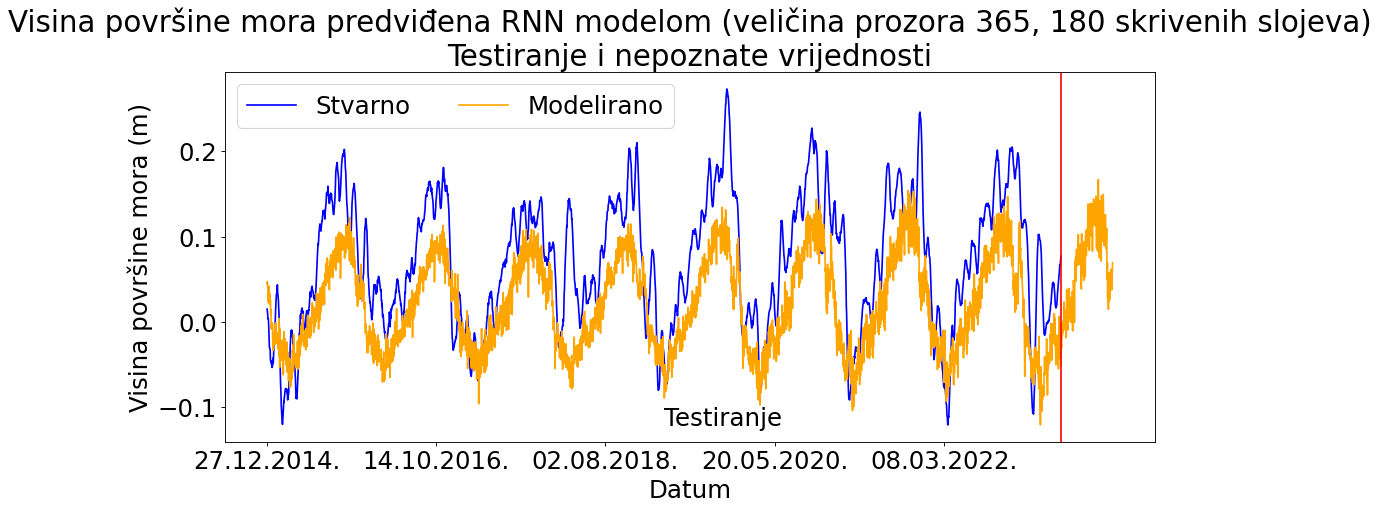 Visina površine mora predviđena RNN modelom (veličina prozora 365, 180 skrivenih slojeva)
Testiranje i nepoznate vrijednosti
Stvarno
Modelirano
Visina površine mora (m)
0.2
0.1
0.0
−0.1
Testiranje
27.12.2014.
14.10.2016.
02.08.2018.
20.05.2020.
08.03.2022.
Datum